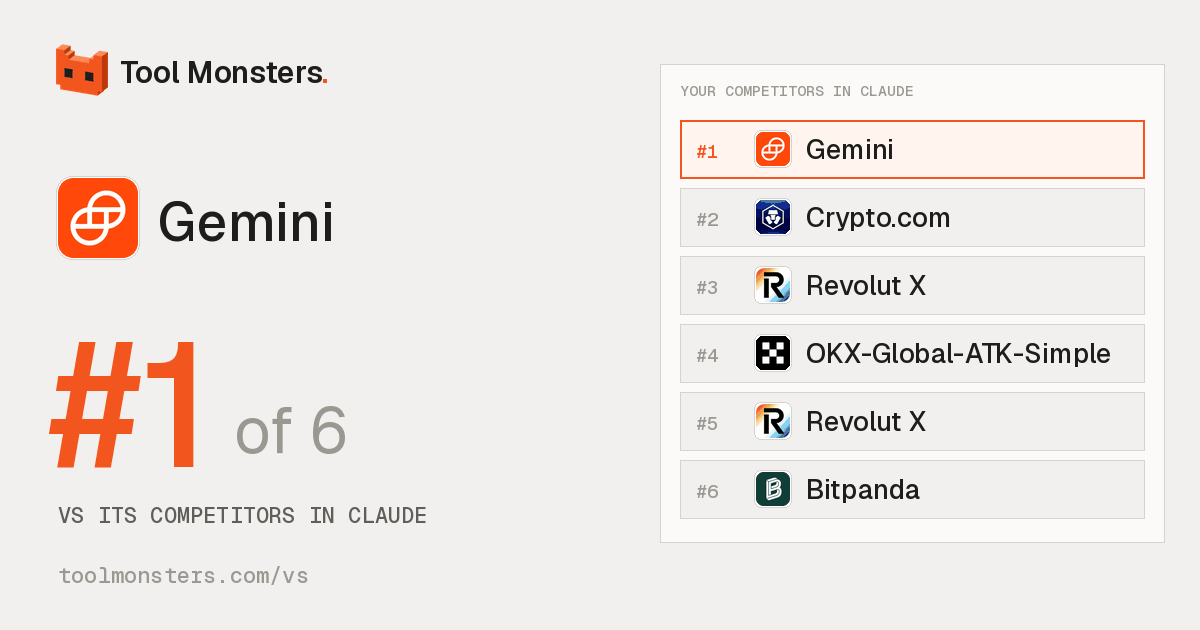 Tool Monsters.
Gemini
#1 of 6
VS ITS COMPETITORS IN CLAUDE
toolmonsters.com/vs
YOUR COMPETITORS IN CLAUDE
#1 Gemini
#2 Crypto.com
#3 Revolut X
#4 OKX-Global-ATK-Simple
#5 Revolut X
#6 Bitpanda